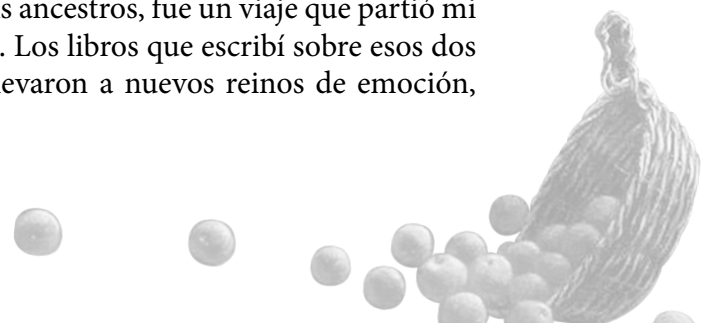 s ancestros, fue un viaje que partió mi
. Los libros que escribí sobre esos dos
evaron a nuevos reinos de emoción,